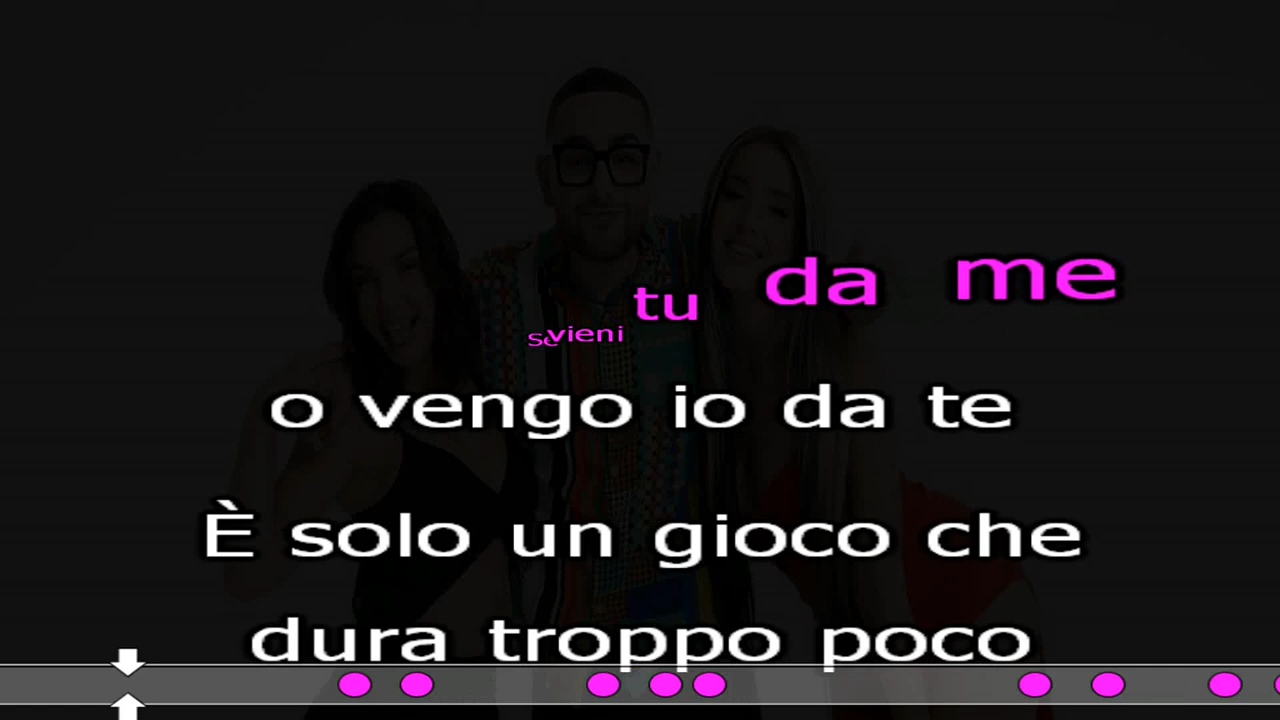 se vieni tu da me
o vengo io da te
È solo un gioco che
dura troppo poco